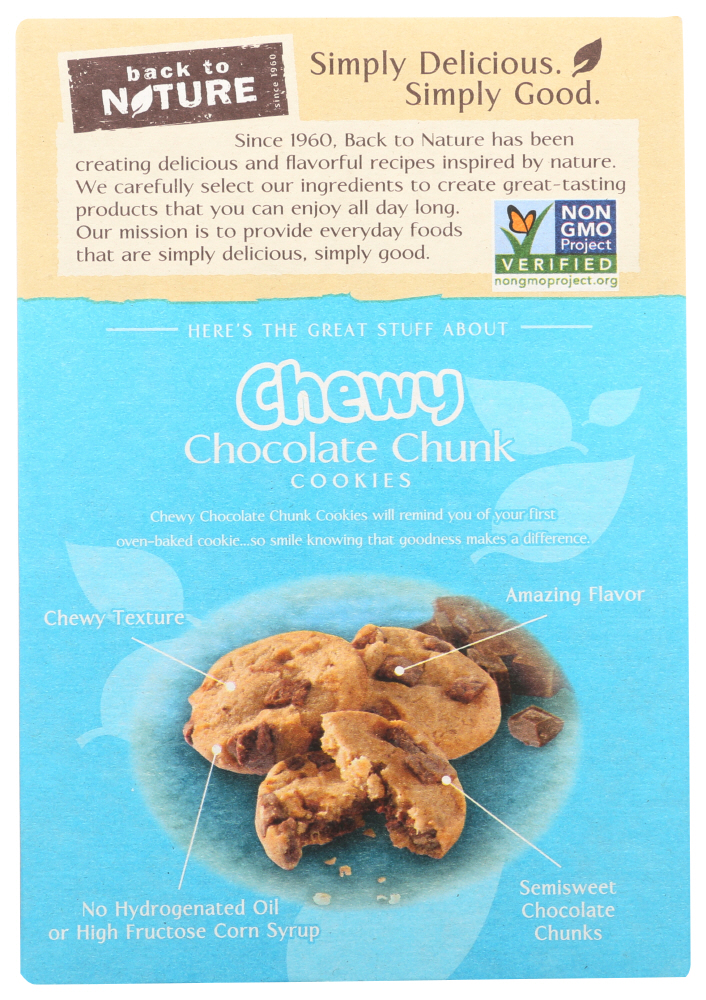 back to
NATURE
since 1960
Simply Delicious.
Simply Good.
Since 1960, Back to Nature has been
creating delicious and flavorful recipes inspired by nature.
We carefully select our ingredients to create great-tasting
products that you can enjoy all day long.
Our mission is to provide everyday foods
that are simply delicious, simply good.
NON
GMO
Project
VERIFIED
nongmoproject.org
HERE'S THE GREAT STUFF ABOUT
Chewy
Chocolate Chunk
COOKIES
Chewy Chocolate Chunk Cookies will remind you of your first
oven-baked cookie...so smile knowing that goodness makes a difference.
Amazing Flavor
Chewy Texture
No Hydrogenated Oil
or High Fructose Corn Syrup
Semisweet
Chocolate
Chunks